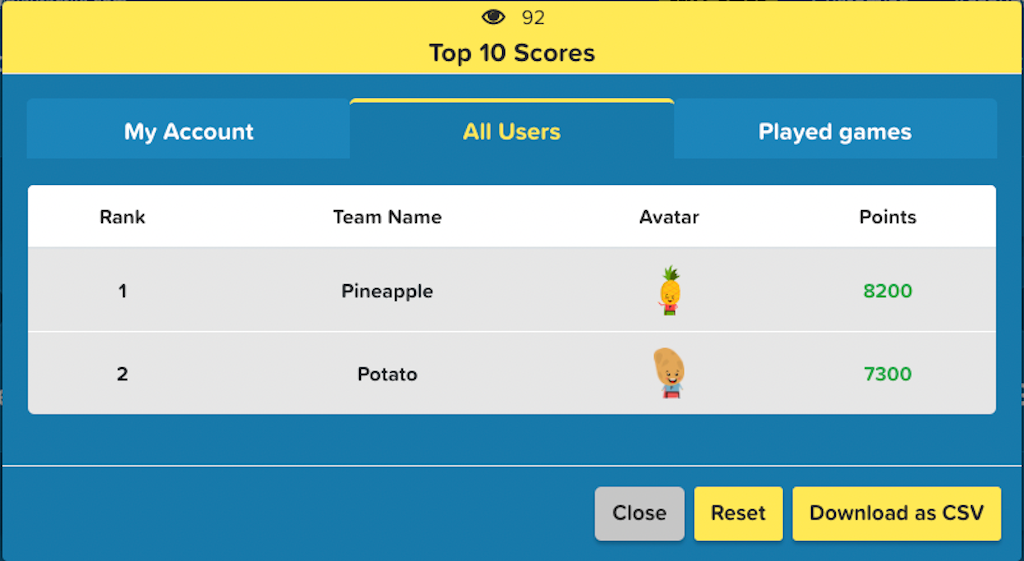 92
Top 10 Scores
My Account All Users Played games
Rank Team Name Avatar Points
1 Pineapple 8200
2 Potato 7300
Close Reset Download as CSV